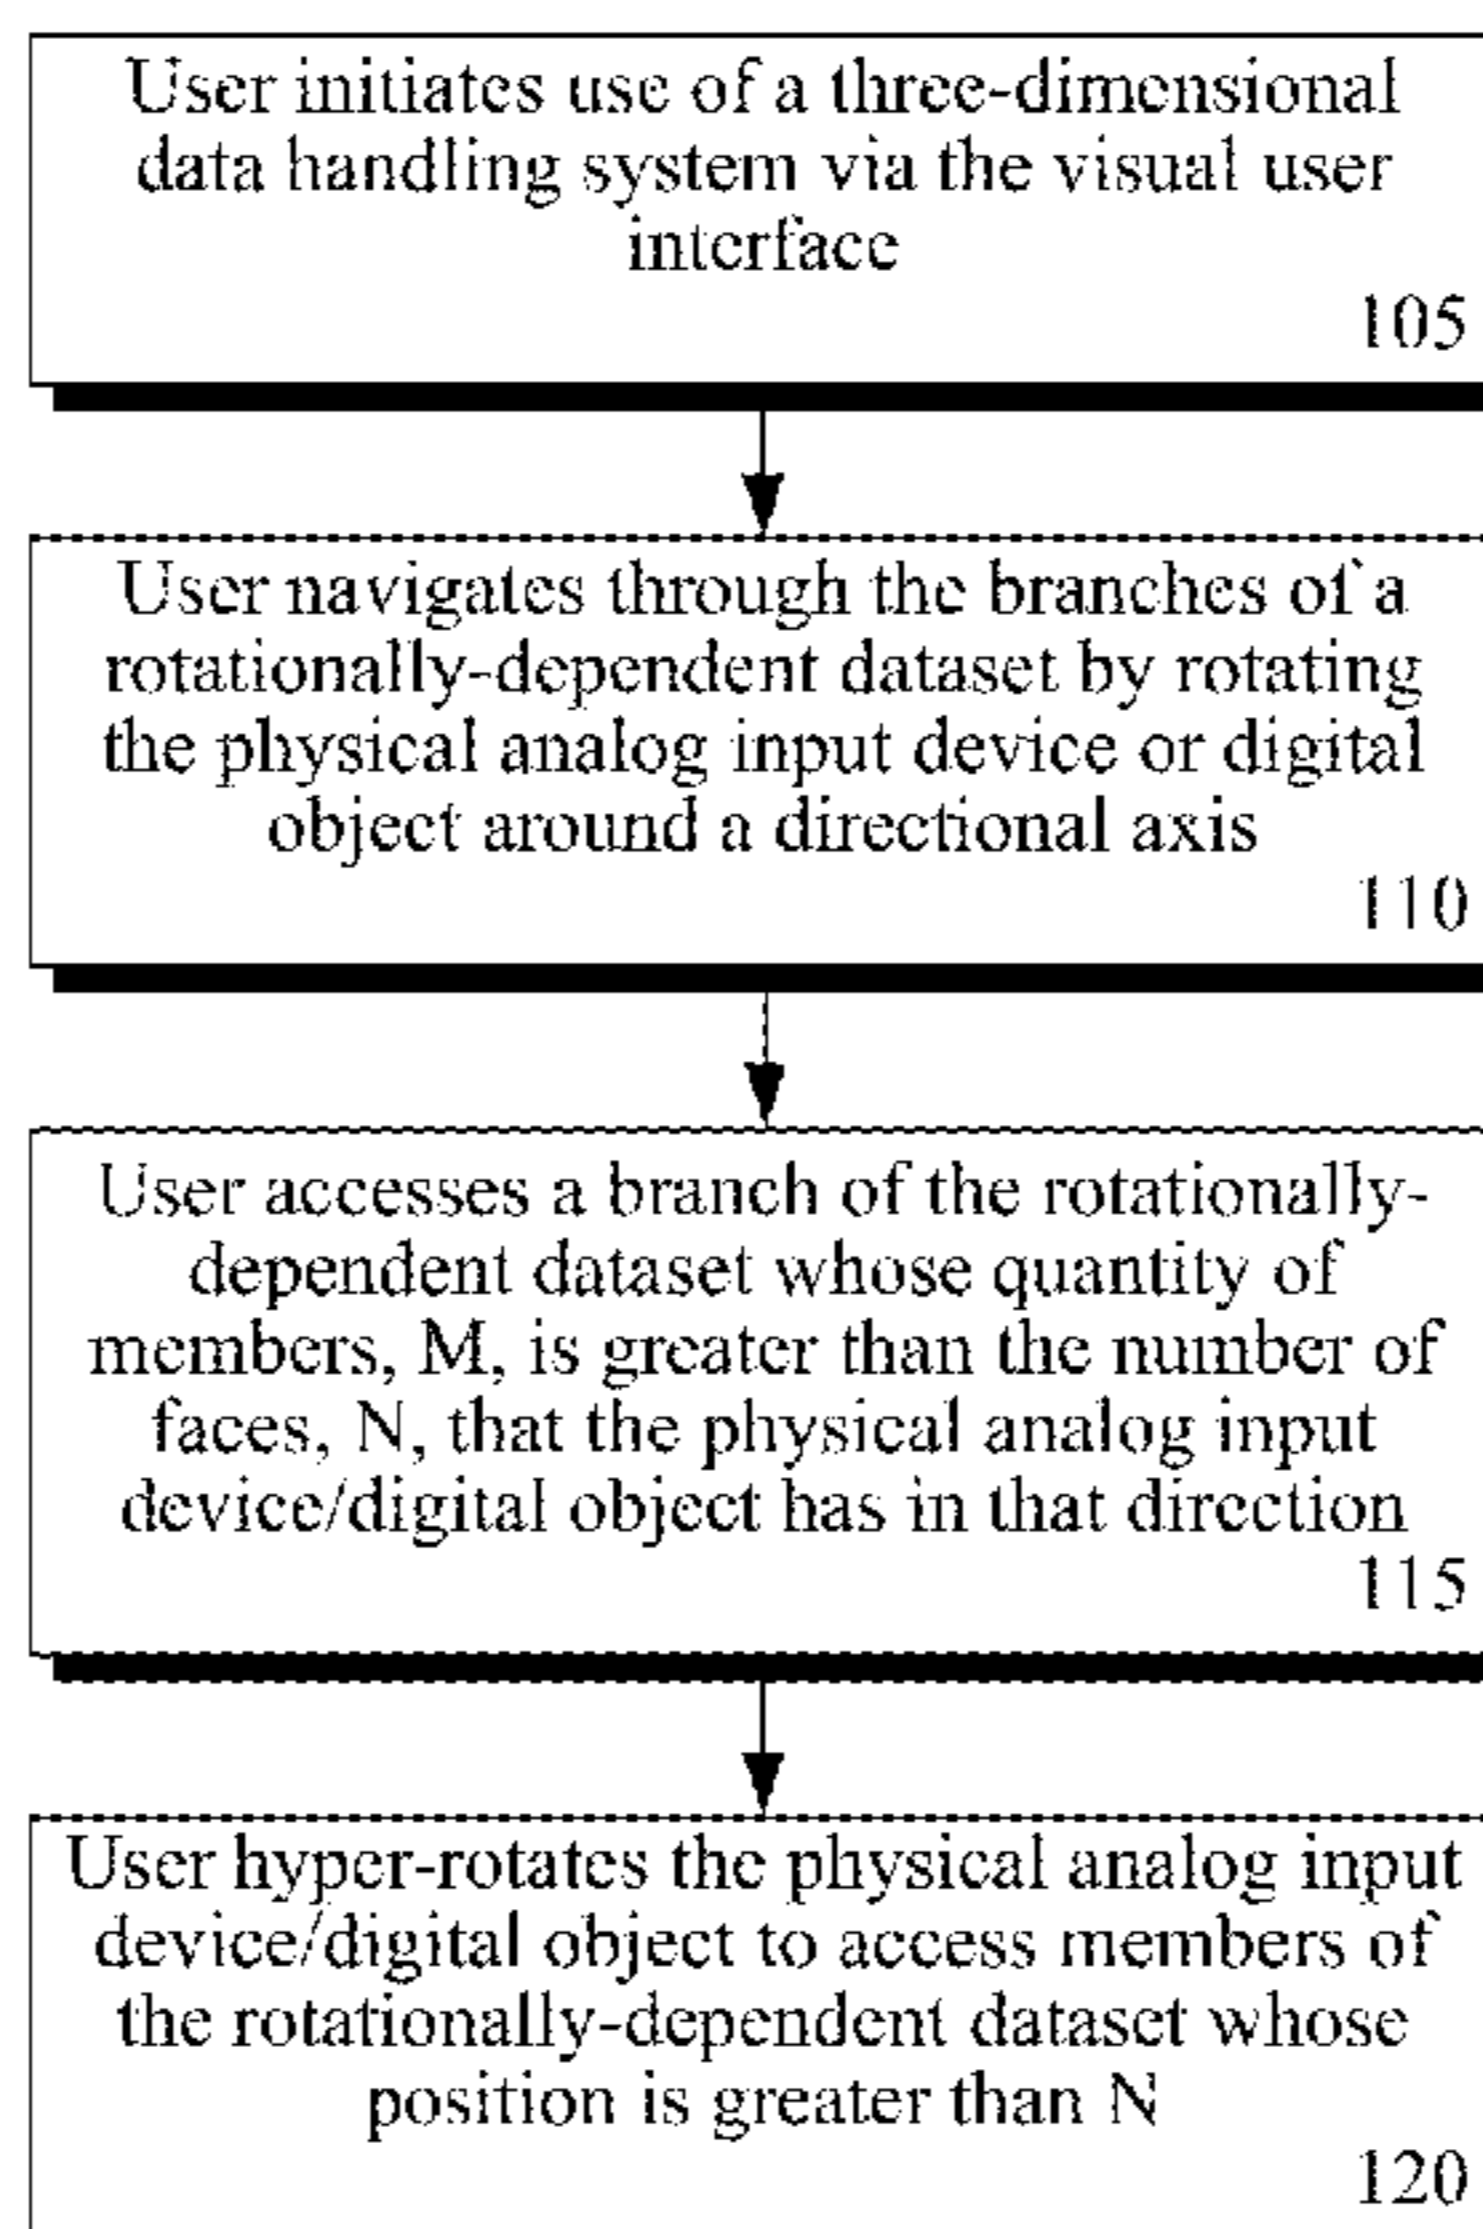 User initiates use of a three-dimensional
data handling system via the visual user
interface
105
User navigates through the branches of a
rotationally-dependent dataset by rotating
the physical analog input device or digital
object around a directional axis
110
User accesses a branch of the rotationally-
dependent dataset whose quantity of
members, M, is greater than the number of
faces, N, that the physical analog input
device/digital object has in that direction
115
User hyper-rotates the physical analog input
device/digital object to access members of
the rotationally-dependent dataset whose
position is greater than N
120